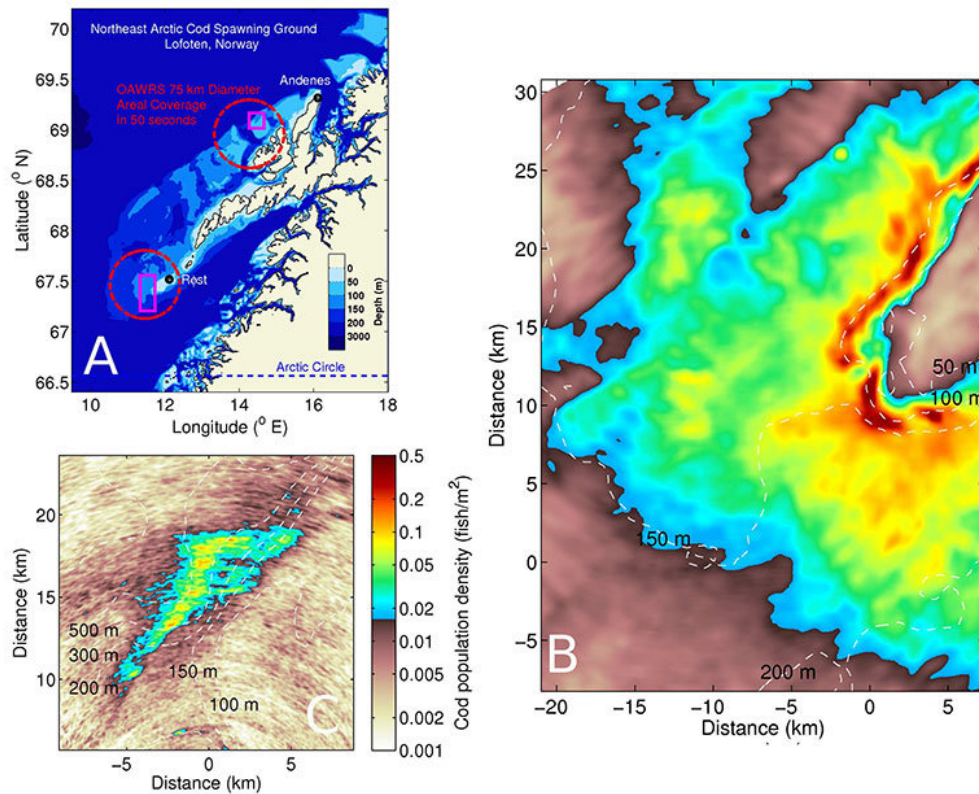 Northeast Arctic Cod Spawning Ground
Lofoten, Norway
OAWRS 75 km Diameter
Areal Coverage
in 50 seconds
Andenes
Røst
Arctic Circle
A
Depth (m)
0
50
100
150
200
3000
70
69.5
69
68.5
68
67.5
67
66.5
Latitude (° N)
10
12
14
16
18
Longitude (° E)
30
25
20
15
10
5
0
−5
Distance (km)
50 m
100 m
150 m
200 m
B
−20
−15
−10
−5
0
5
Distance (km)
20
15
10
Distance (km)
500 m
300 m
200 m
150 m
100 m
C
−5
0
5
Distance (km)
0.5
0.2
0.1
0.05
0.02
0.01
0.005
0.002
0.001
Cod population density (fish/m²)